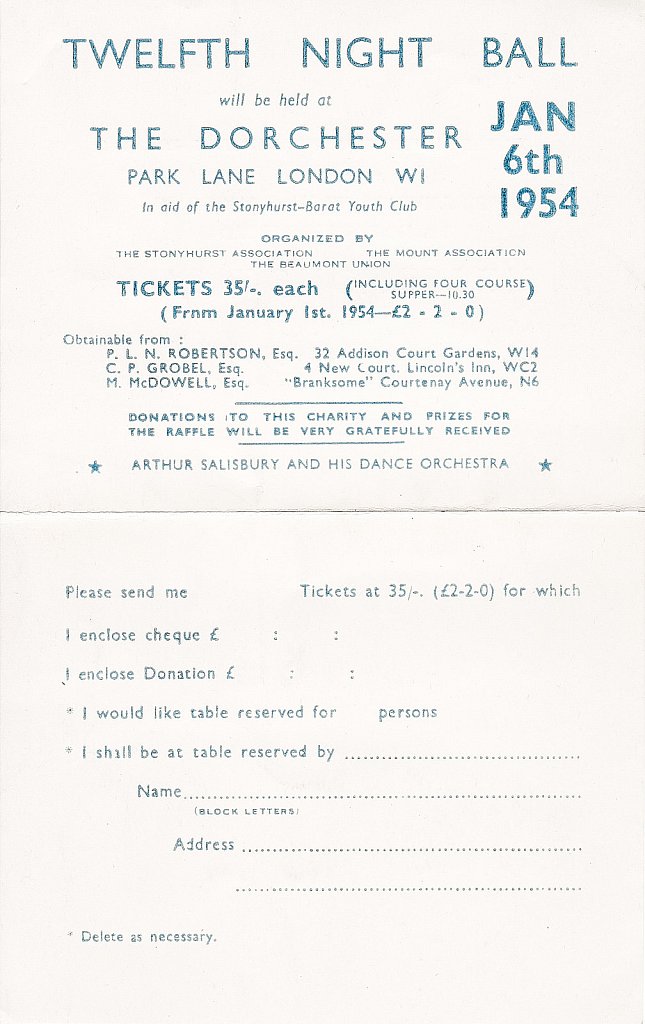 TWELFTH NIGHT BALL
will be held at
THE DORCHESTER
PARK LANE LONDON W1
JAN
6th
1954
In aid of the Stonyhurst-Barat Youth Club
ORGANIZED BY
THE STONYHURST ASSOCIATION THE MOUNT ASSOCIATION
THE BEAUMONT UNION
TICKETS 35/-. each (INCLUDING FOUR COURSE
SUPPER—10.30)
(Frnm January 1st. 1954—£2 - 2 - 0)
Obtainable from :
P. L. N. ROBERTSON, Esq. 32 Addison Court Gardens, W14
C. P. GROBEL, Esq. 4 New Court. Lincoln's Inn, WC2
M. McDOWELL, Esq. "Branksome" Courtenay Avenue, N6
DONATIONS TO THIS CHARITY AND PRIZES FOR
THE RAFFLE WILL BE VERY GRATEFULLY RECEIVED
★ ARTHUR SALISBURY AND HIS DANCE ORCHESTRA ★
Please send me Tickets at 35/-. (£2-2-0) for which
I enclose cheque £ : :
I enclose Donation £ : :
* I would like table reserved for persons
* I shall be at table reserved by ........................................
Name................................................................
(BLOCK LETTERS)
Address ........................................................
........................................................
* Delete as necessary.